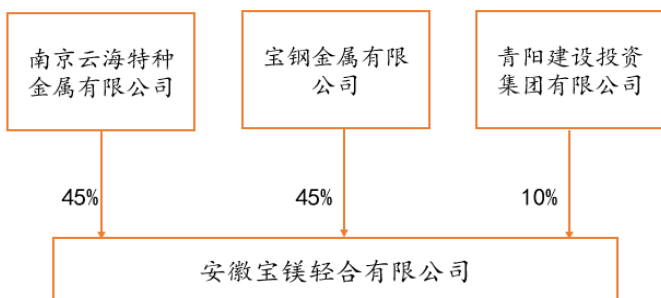 南京云海特种
金属有限公司
宝钢金属有限
公司
青阳建设投资
集团有限公司
45%
45%
10%
安徽宝镁轻合有限公司